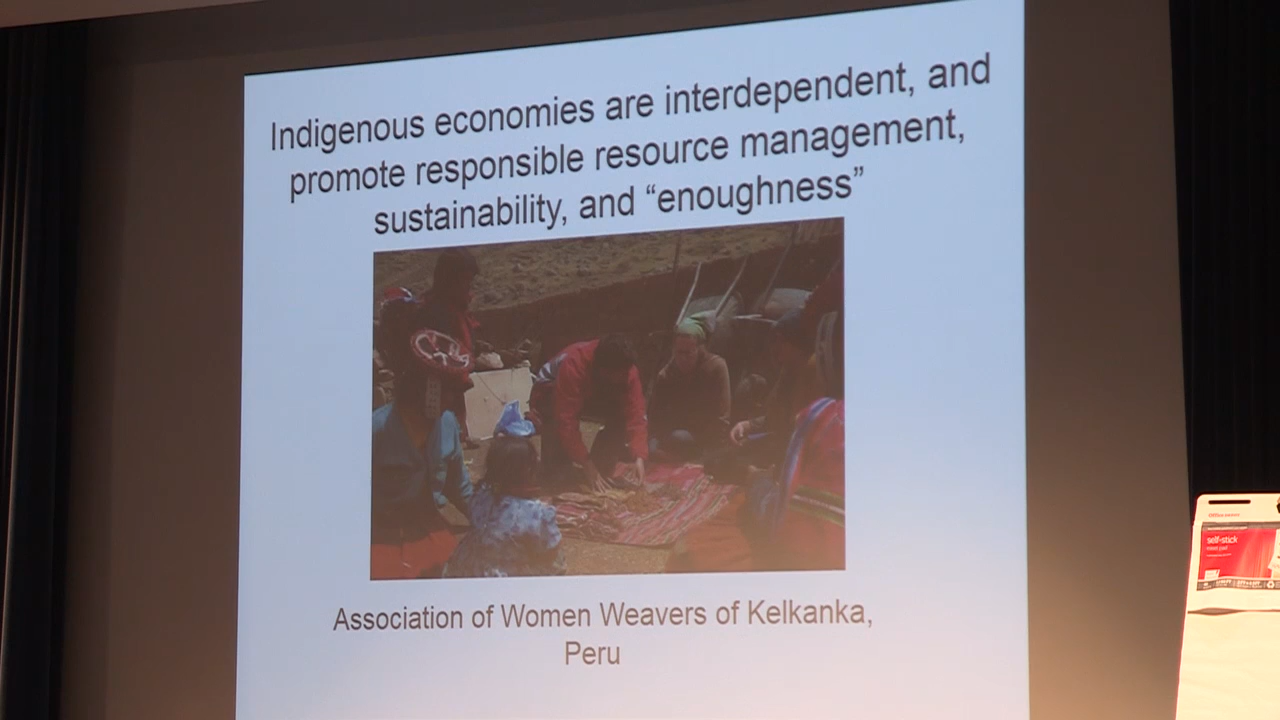 Indigenous economies are interdependent, and
promote responsible resource management,
sustainability, and “enoughness”
Association of Women Weavers of Kelkanka,
Peru
self-stick